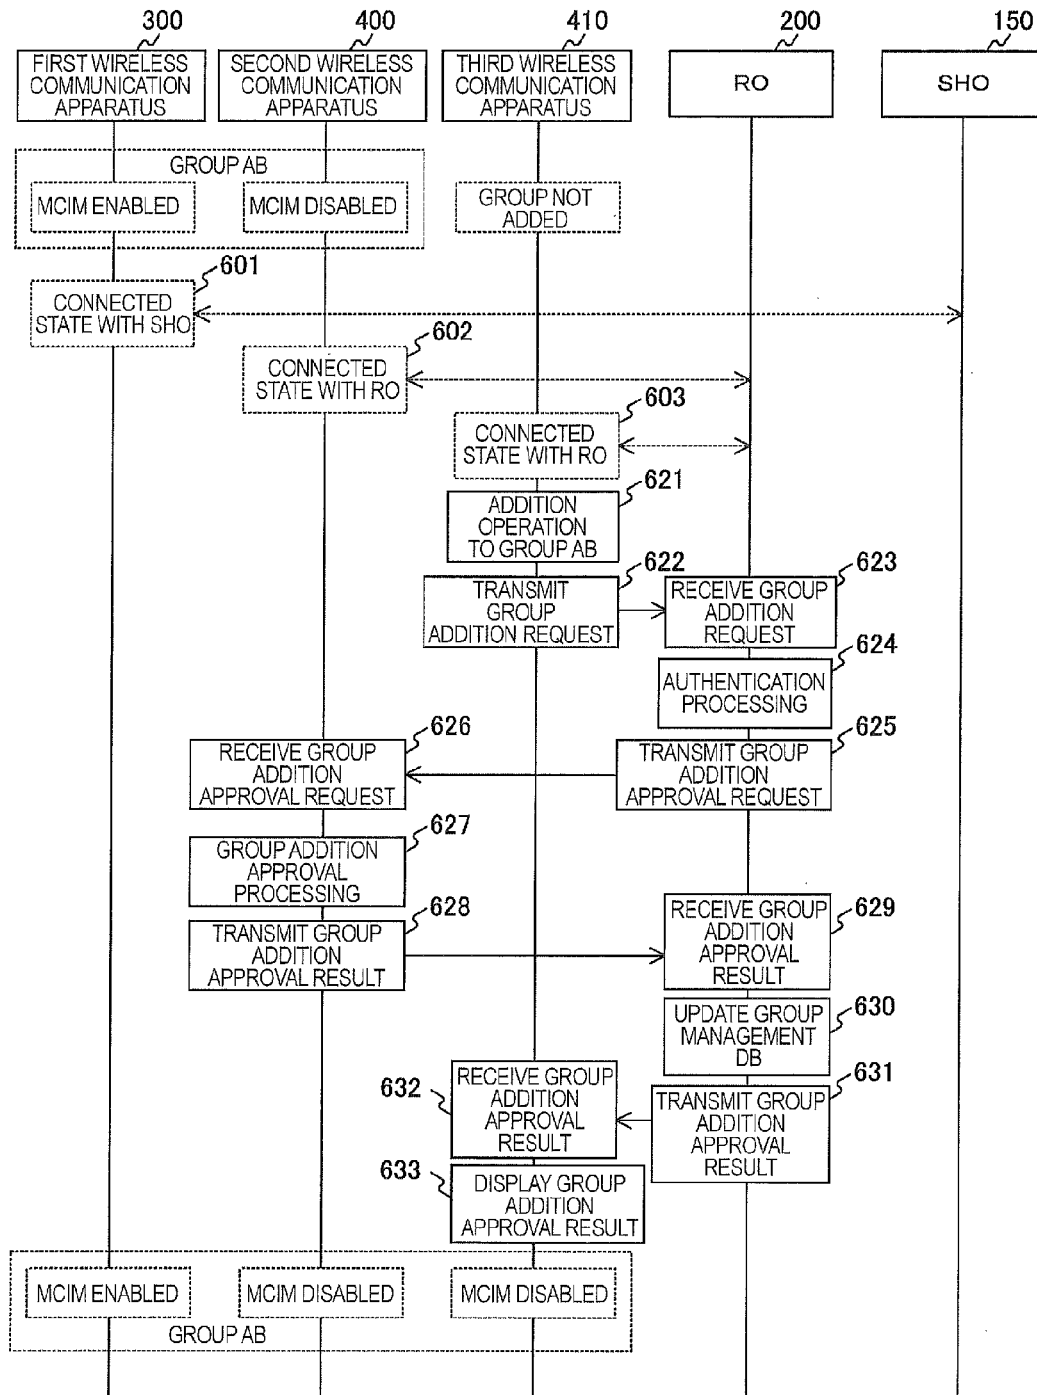 300
400
410
200
150
FIRST WIRELESS
COMMUNICATION
APPARATUS
SECOND WIRELESS
COMMUNICATION
APPARATUS
THIRD WIRELESS
COMMUNICATION
APPARATUS
RO
SHO
GROUP AB
MCIM ENABLED
MCIM DISABLED
GROUP NOT
ADDED
601
CONNECTED
STATE WITH SHO
602
CONNECTED
STATE WITH RO
603
CONNECTED
STATE WITH RO
621
ADDITION
OPERATION
TO GROUP AB
622
TRANSMIT
GROUP
ADDITION REQUEST
623
RECEIVE GROUP
ADDITION
REQUEST
624
AUTHENTICATION
PROCESSING
625
TRANSMIT GROUP
ADDITION
APPROVAL REQUEST
626
RECEIVE GROUP
ADDITION
APPROVAL REQUEST
627
GROUP ADDITION
APPROVAL
PROCESSING
628
TRANSMIT GROUP
ADDITION
APPROVAL RESULT
629
RECEIVE GROUP
ADDITION
APPROVAL
RESULT
630
UPDATE GROUP
MANAGEMENT
DB
631
TRANSMIT GROUP
ADDITION
APPROVAL
RESULT
632
RECEIVE GROUP
ADDITION
APPROVAL
RESULT
633
DISPLAY GROUP
ADDITION
APPROVAL RESULT
MCIM ENABLED
MCIM DISABLED
MCIM DISABLED
GROUP AB